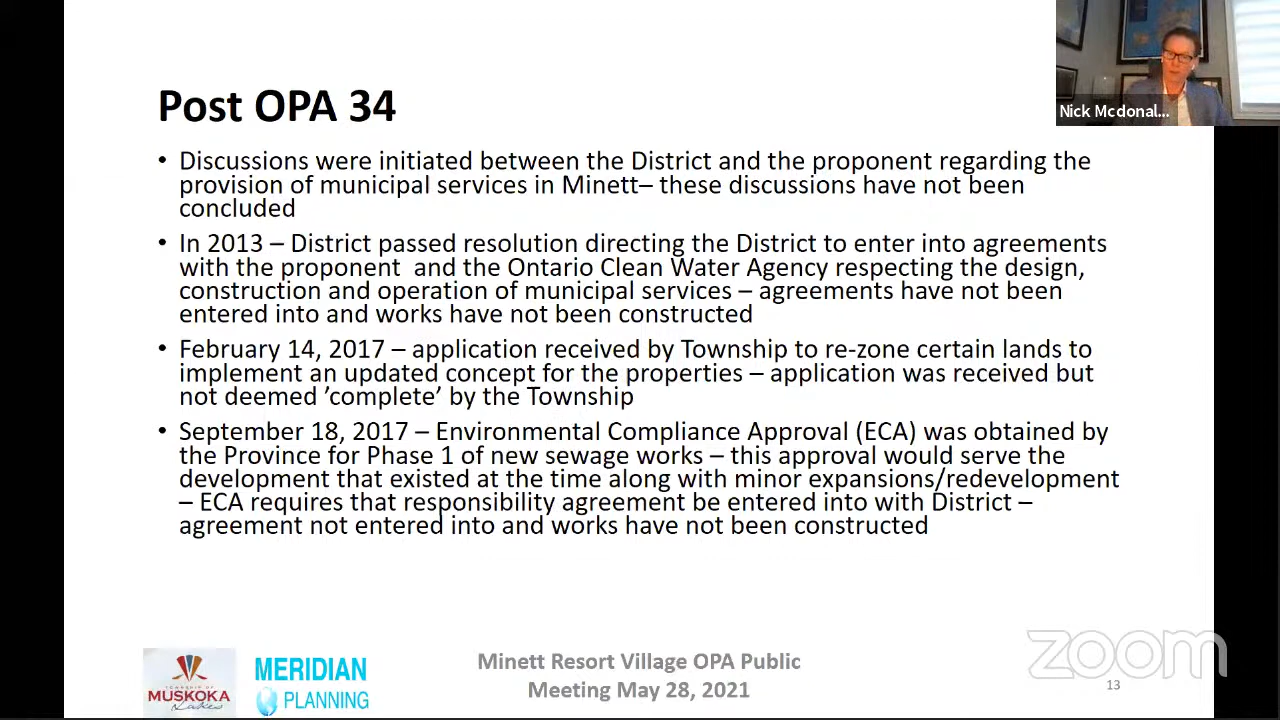 Nick Mcdonal...
Post OPA 34
• Discussions were initiated between the District and the proponent regarding the
provision of municipal services in Minett– these discussions have not been
concluded
• In 2013 – District passed resolution directing the District to enter into agreements
with the proponent  and the Ontario Clean Water Agency respecting the design,
construction and operation of municipal services – agreements have not been
entered into and works have not been constructed
• February 14, 2017 – application received by Township to re-zone certain lands to
implement an updated concept for the properties – application was received but
not deemed ’complete’ by the Township
• September 18, 2017 – Environmental Compliance Approval (ECA) was obtained by
the Province for Phase 1 of new sewage works – this approval would serve the
development that existed at the time along with minor expansions/redevelopment
– ECA requires that responsibility agreement be entered into with District –
agreement not entered into and works have not been constructed
TOWNSHIP OF
MUSKOKA
Lakes
MERIDIAN
PLANNING
Minett Resort Village OPA Public
Meeting May 28, 2021
zoom
13